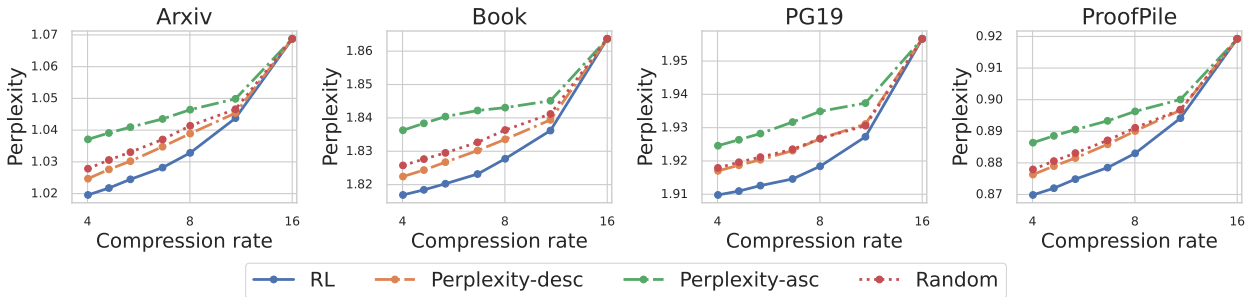 Arxiv
Perplexity
1.07
1.06
1.05
1.04
1.03
1.02
4
8
16
Compression rate
Book
Perplexity
1.86
1.85
1.84
1.83
1.82
4
8
16
Compression rate
PG19
Perplexity
1.95
1.94
1.93
1.92
1.91
4
8
16
Compression rate
ProofPile
Perplexity
0.92
0.91
0.90
0.89
0.88
0.87
4
8
16
Compression rate
RL
Perplexity-desc
Perplexity-asc
Random